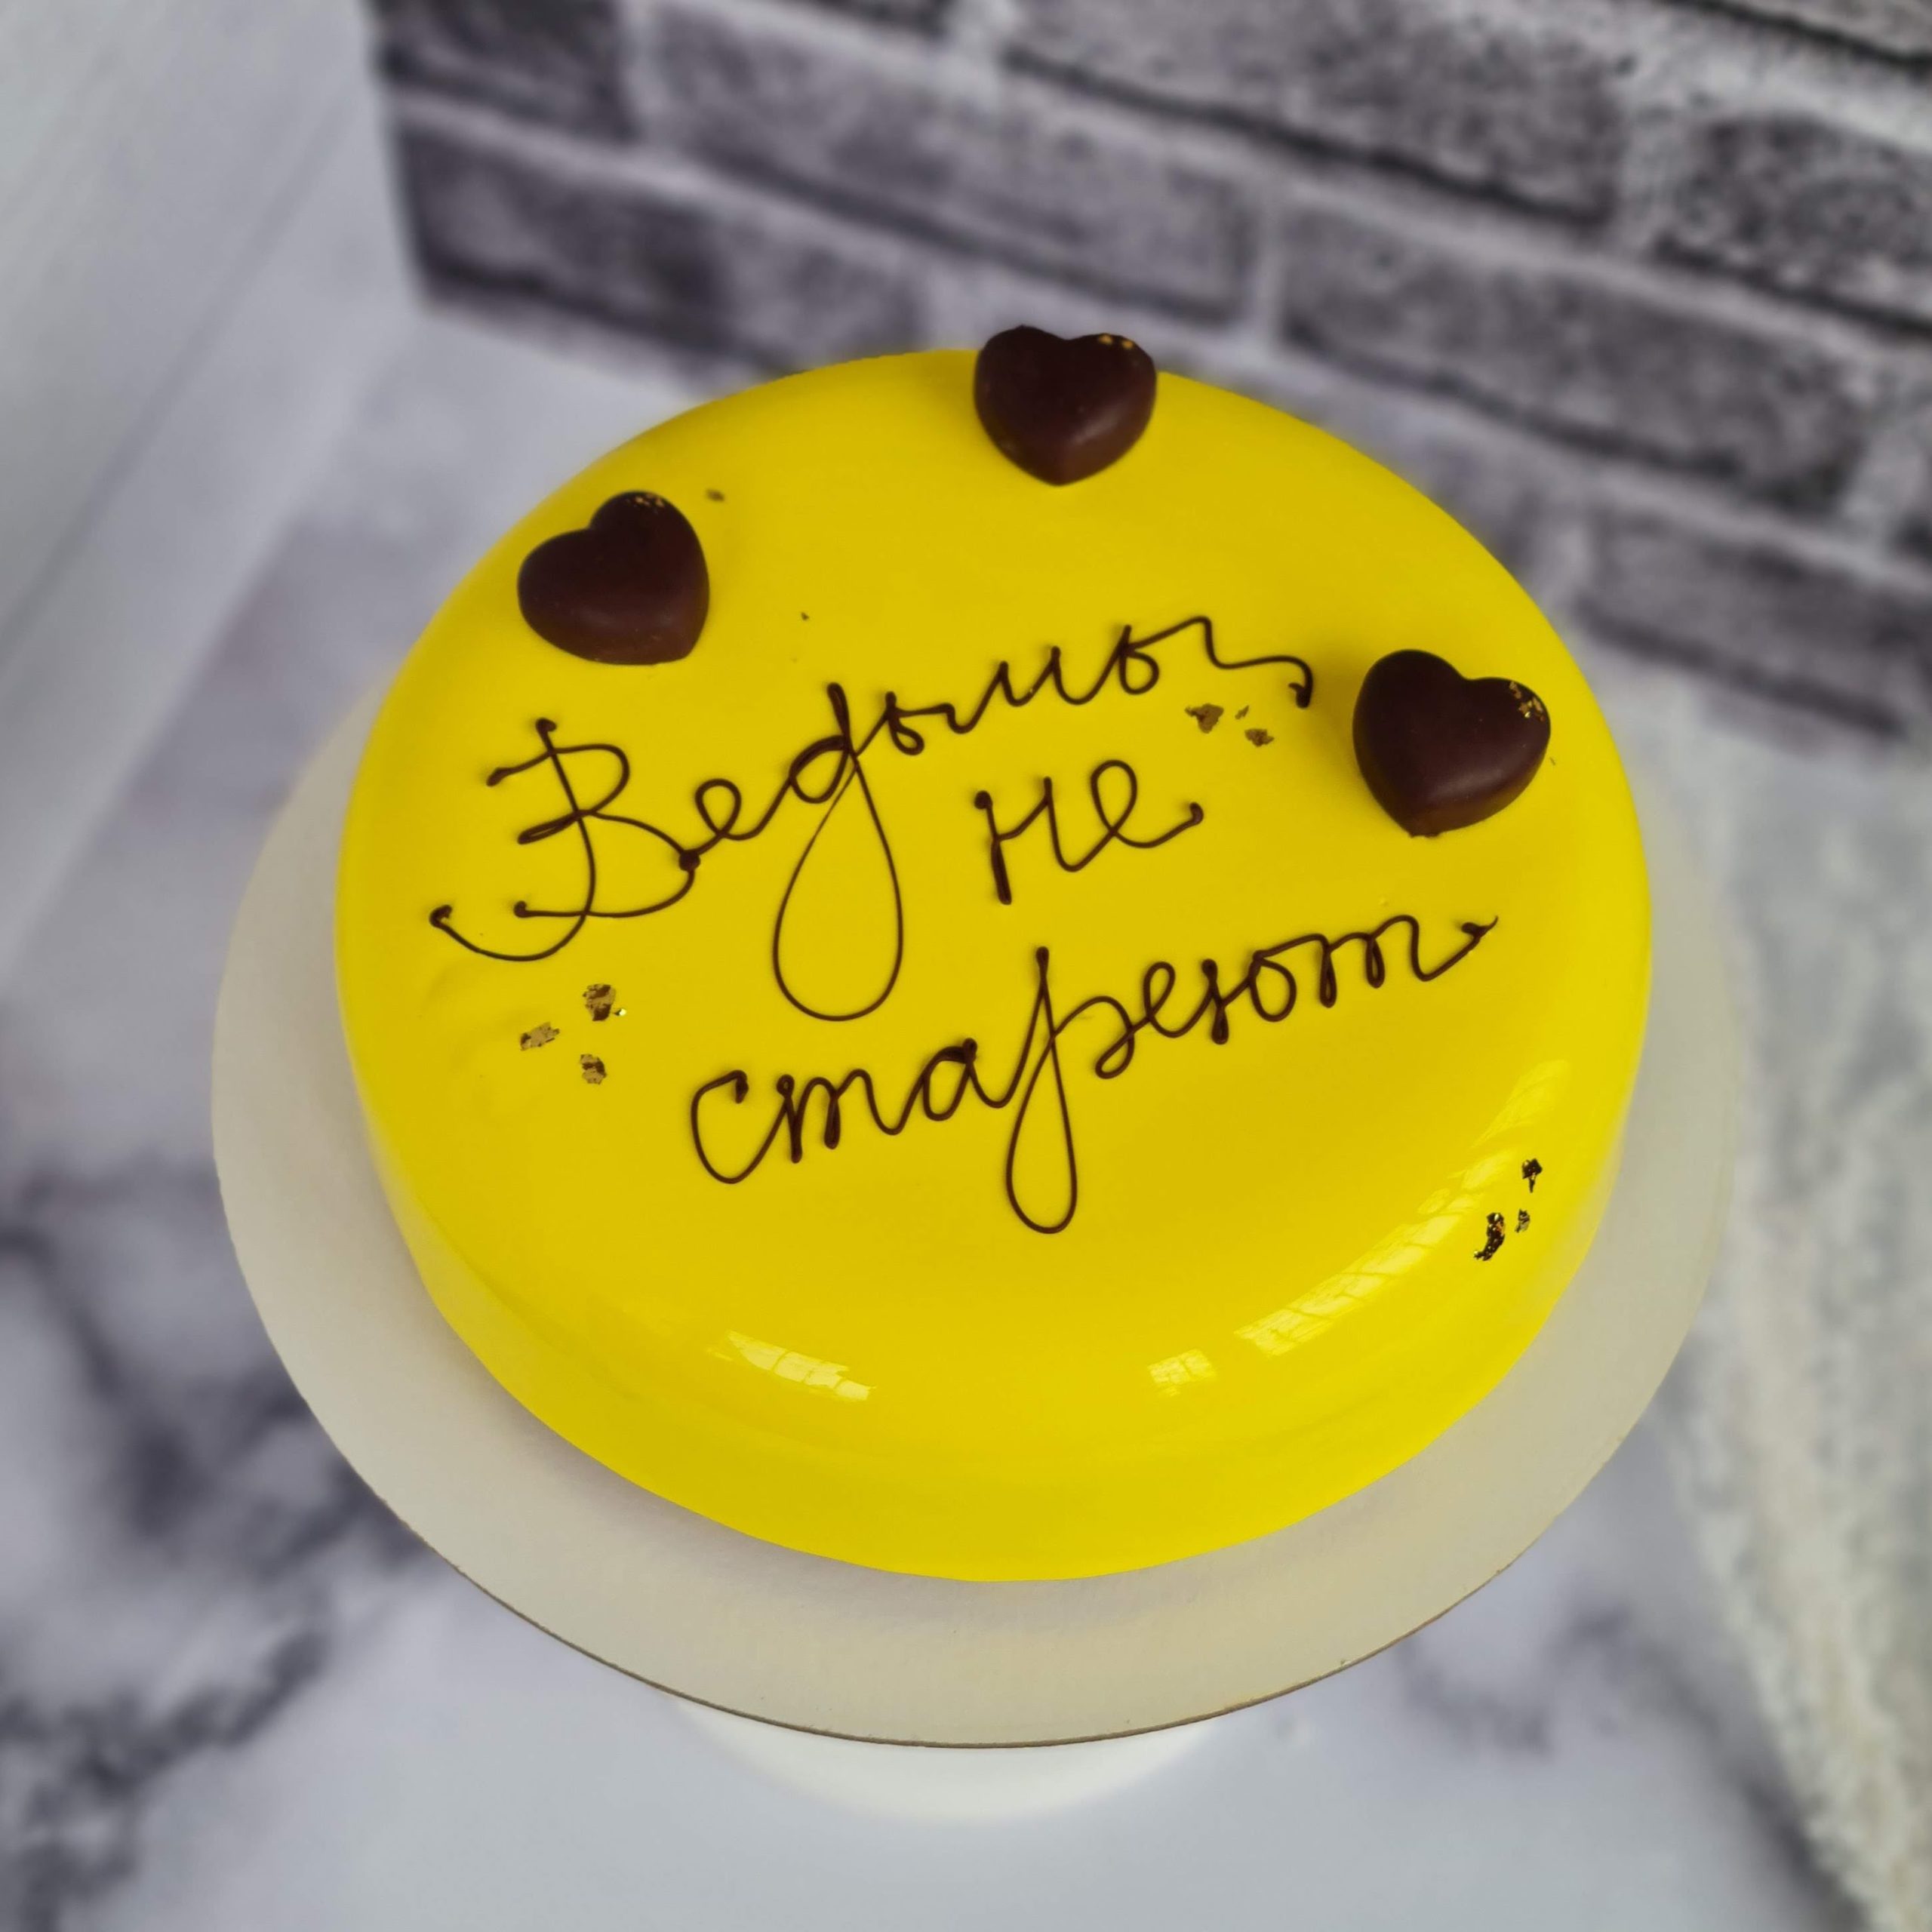 Ведьмы
не
стареют